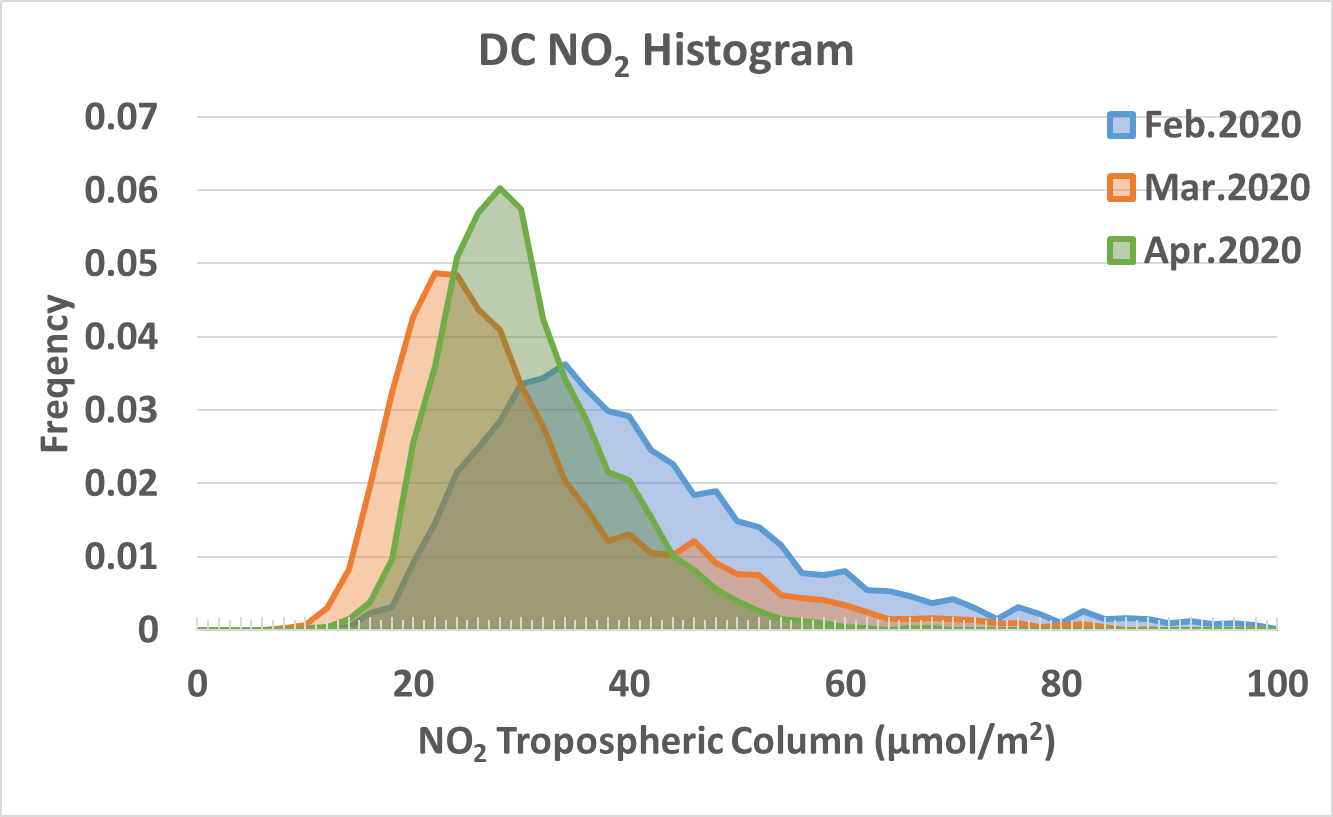 DC NO₂ Histogram
0.07
0.06
0.05
0.04
0.03
0.02
0.01
0
Freqency
Feb.2020
Mar.2020
Apr.2020
0 20 40 60 80 100
NO₂ Tropospheric Column (μmol/m²)